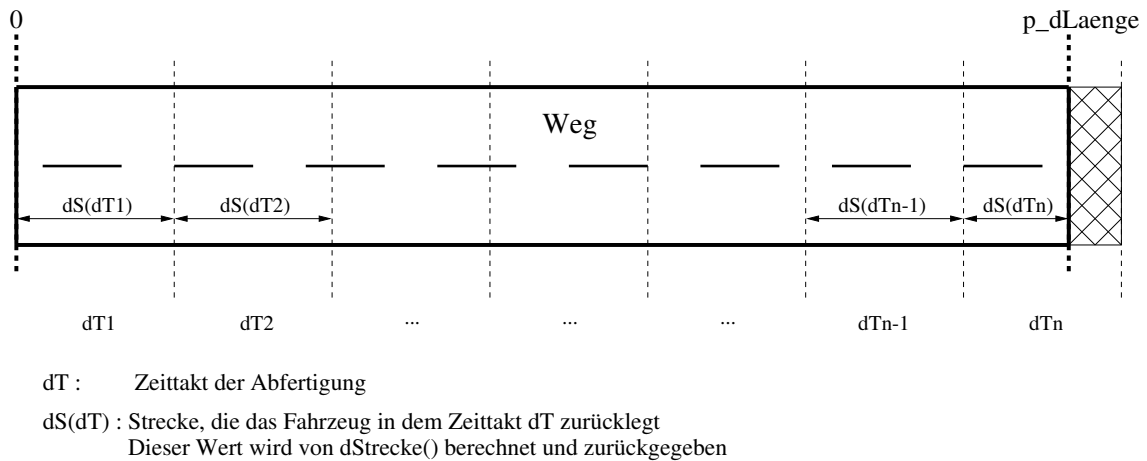 0
p_dLaenge
Weg
dS(dT1)
dS(dT2)
dS(dTn-1)
dS(dTn)
dT1
dT2
...
...
...
dTn-1
dTn
dT : Zeittakt der Abfertigung
dS(dT) : Strecke, die das Fahrzeug in dem Zeittakt dT zurücklegt
Dieser Wert wird von dStrecke() berechnet und zurückgegeben